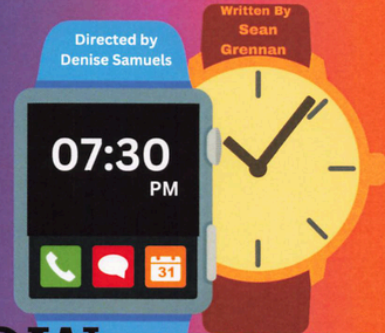 Directed by
Denise Samuels
Written By
Sean
Grennan
07:30
PM
31